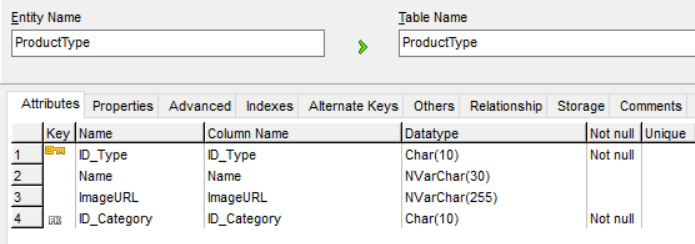 Entity Name Table Name
ProductType ProductType
Attributes Properties Advanced Indexes Alternate Keys Others Relationship Storage Comments
Key Name Column Name Datatype Not null Unique
1 ID_Type ID_Type Char(10) Not null
2 Name Name NVarChar(30)
3 ImageURL ImageURL NVarChar(255)
4 FK ID_Category ID_Category Char(10) Not null